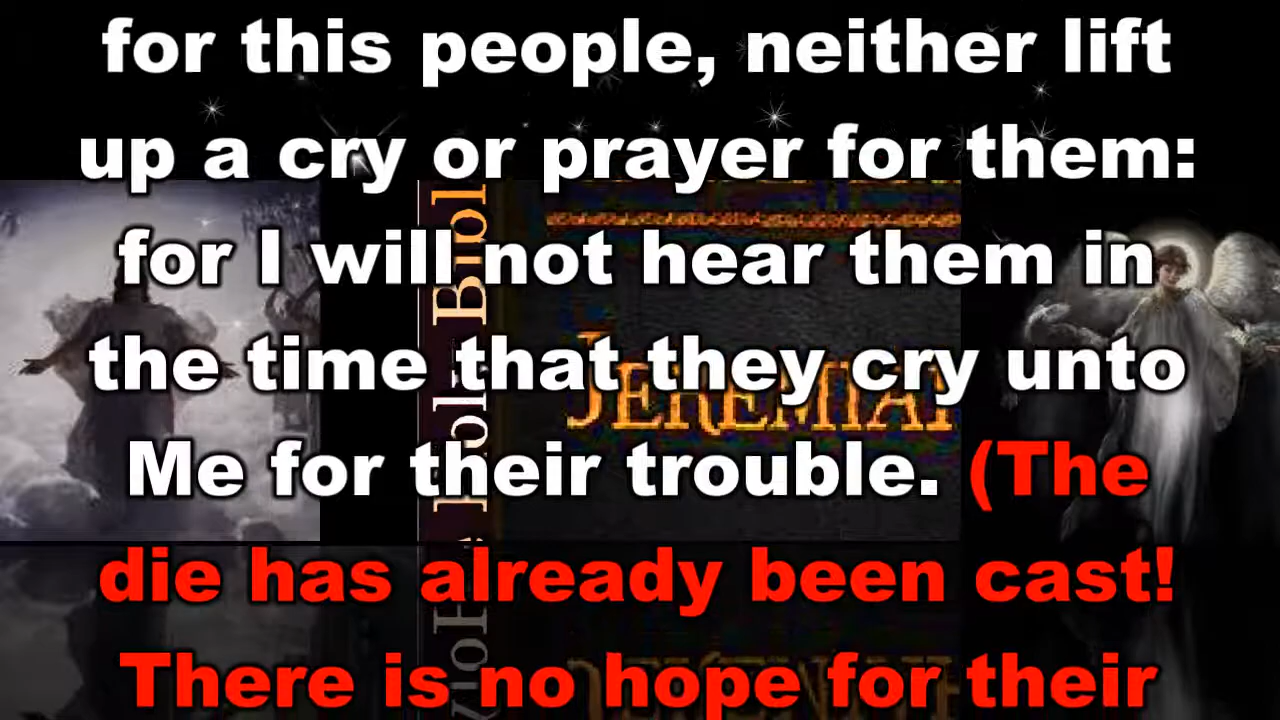 for this people, neither lift
up a cry or prayer for them:
for I will not hear them in
the time that they cry unto
Me for their trouble. (The
die has already been cast!
There is no hope for their
JEREMIAH